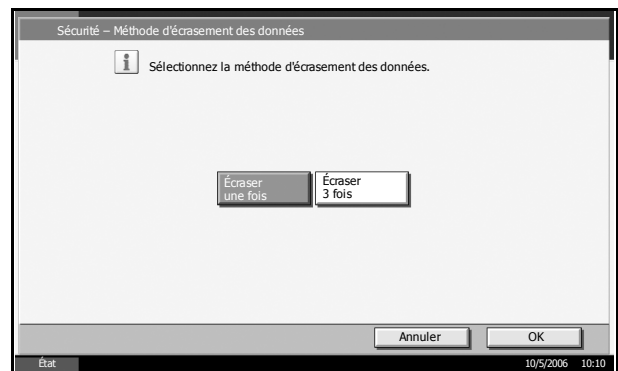 Sécurité – Méthode d'écrasement des données
Sélectionnez la méthode d'écrasement des données.
Écraser
une fois
Écraser
3 fois
Annuler
OK
État
10/5/2006 10:10